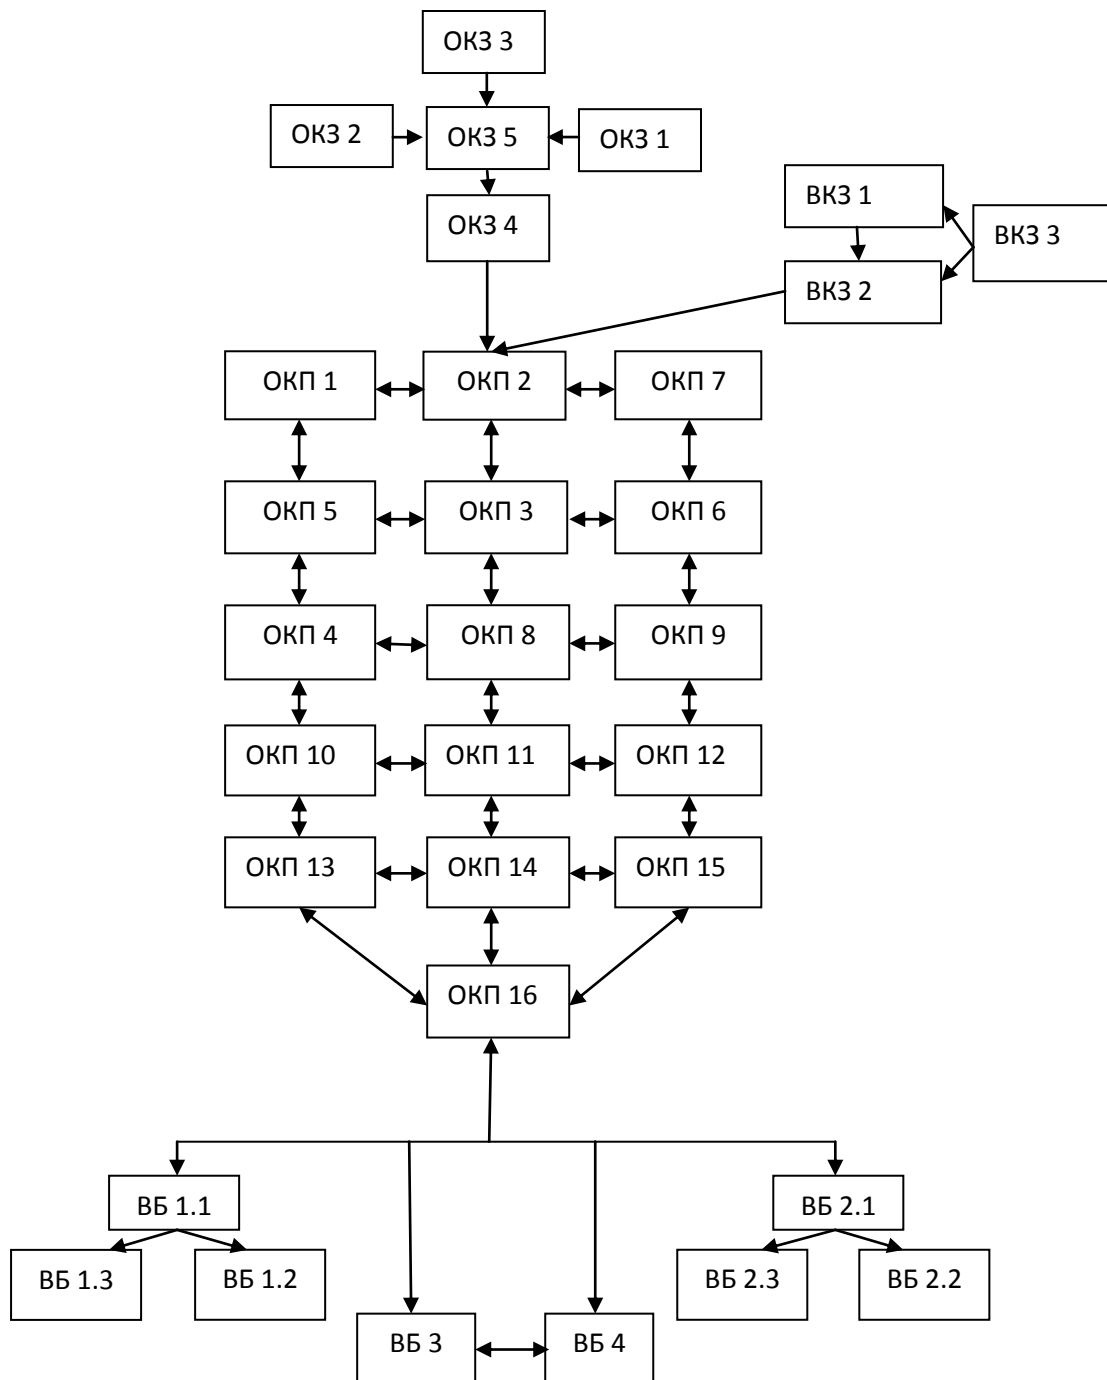 ОКЗ 3
ОКЗ 2
ОКЗ 5
ОКЗ 1
ОКЗ 4
ВКЗ 1
ВКЗ 3
ВКЗ 2
ОКП 1
ОКП 2
ОКП 7
ОКП 5
ОКП 3
ОКП 6
ОКП 4
ОКП 8
ОКП 9
ОКП 10
ОКП 11
ОКП 12
ОКП 13
ОКП 14
ОКП 15
ОКП 16
ВБ 1.1
ВБ 2.1
ВБ 1.3
ВБ 1.2
ВБ 2.3
ВБ 2.2
ВБ 3
ВБ 4